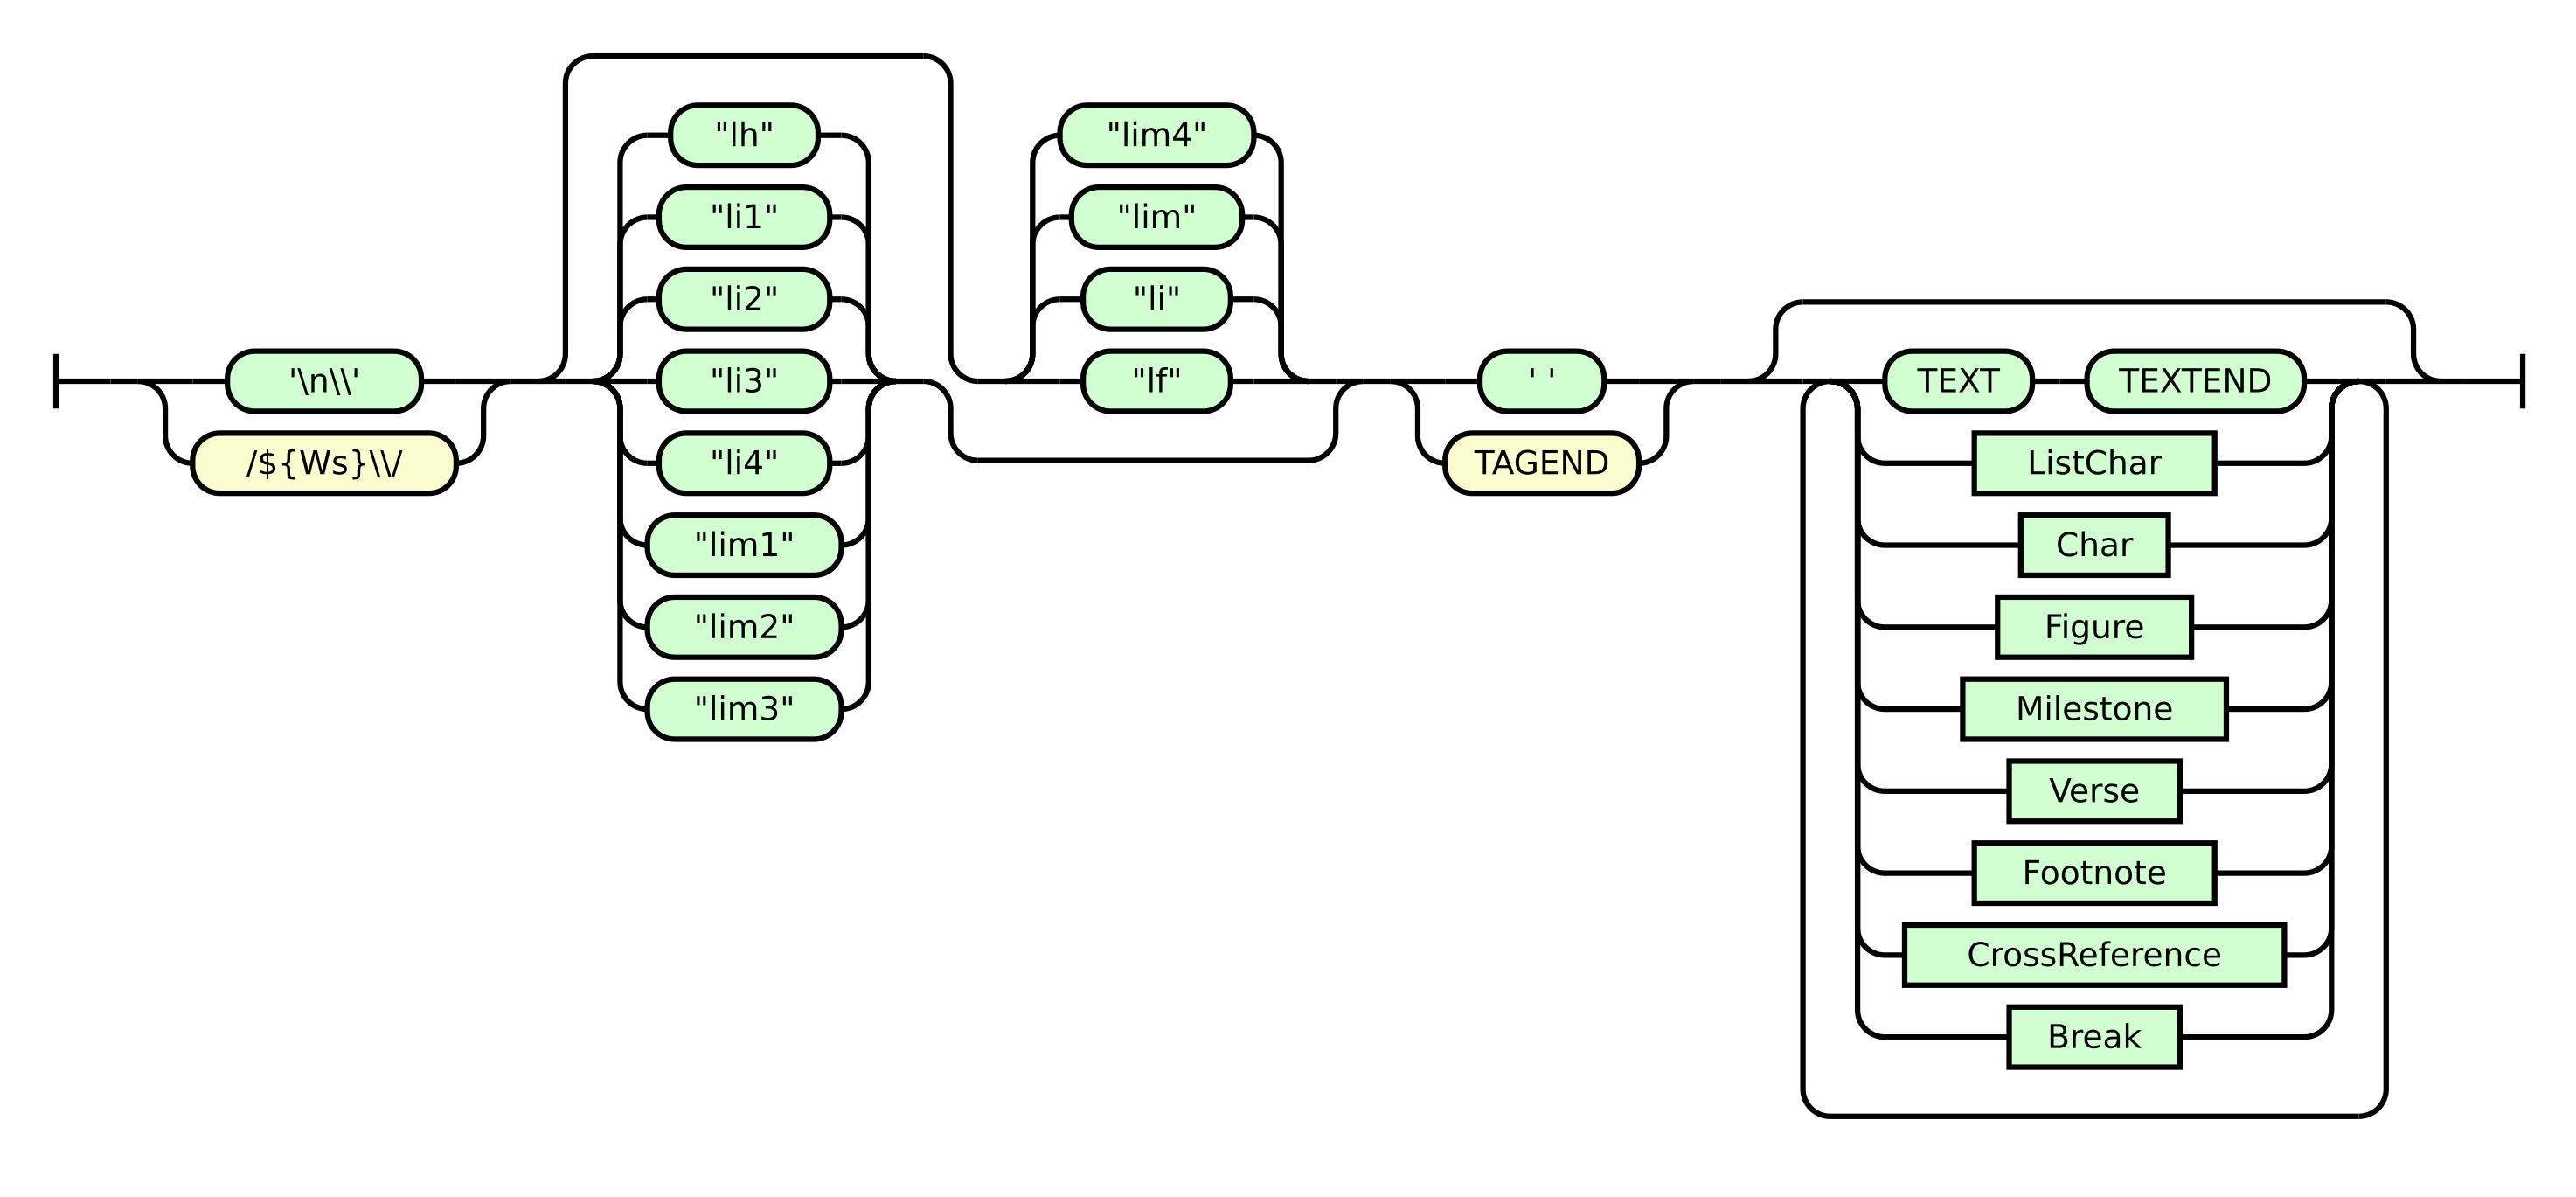 '\n\\'
/${Ws}\\/
"lh"
"li1"
"li2"
"li3"
"li4"
"lim1"
"lim2"
"lim3"
"lim4"
"lim"
"li"
"lf"
' '
TAGEND
TEXT TEXTEND
ListChar
Char
Figure
Milestone
Verse
Footnote
CrossReference
Break